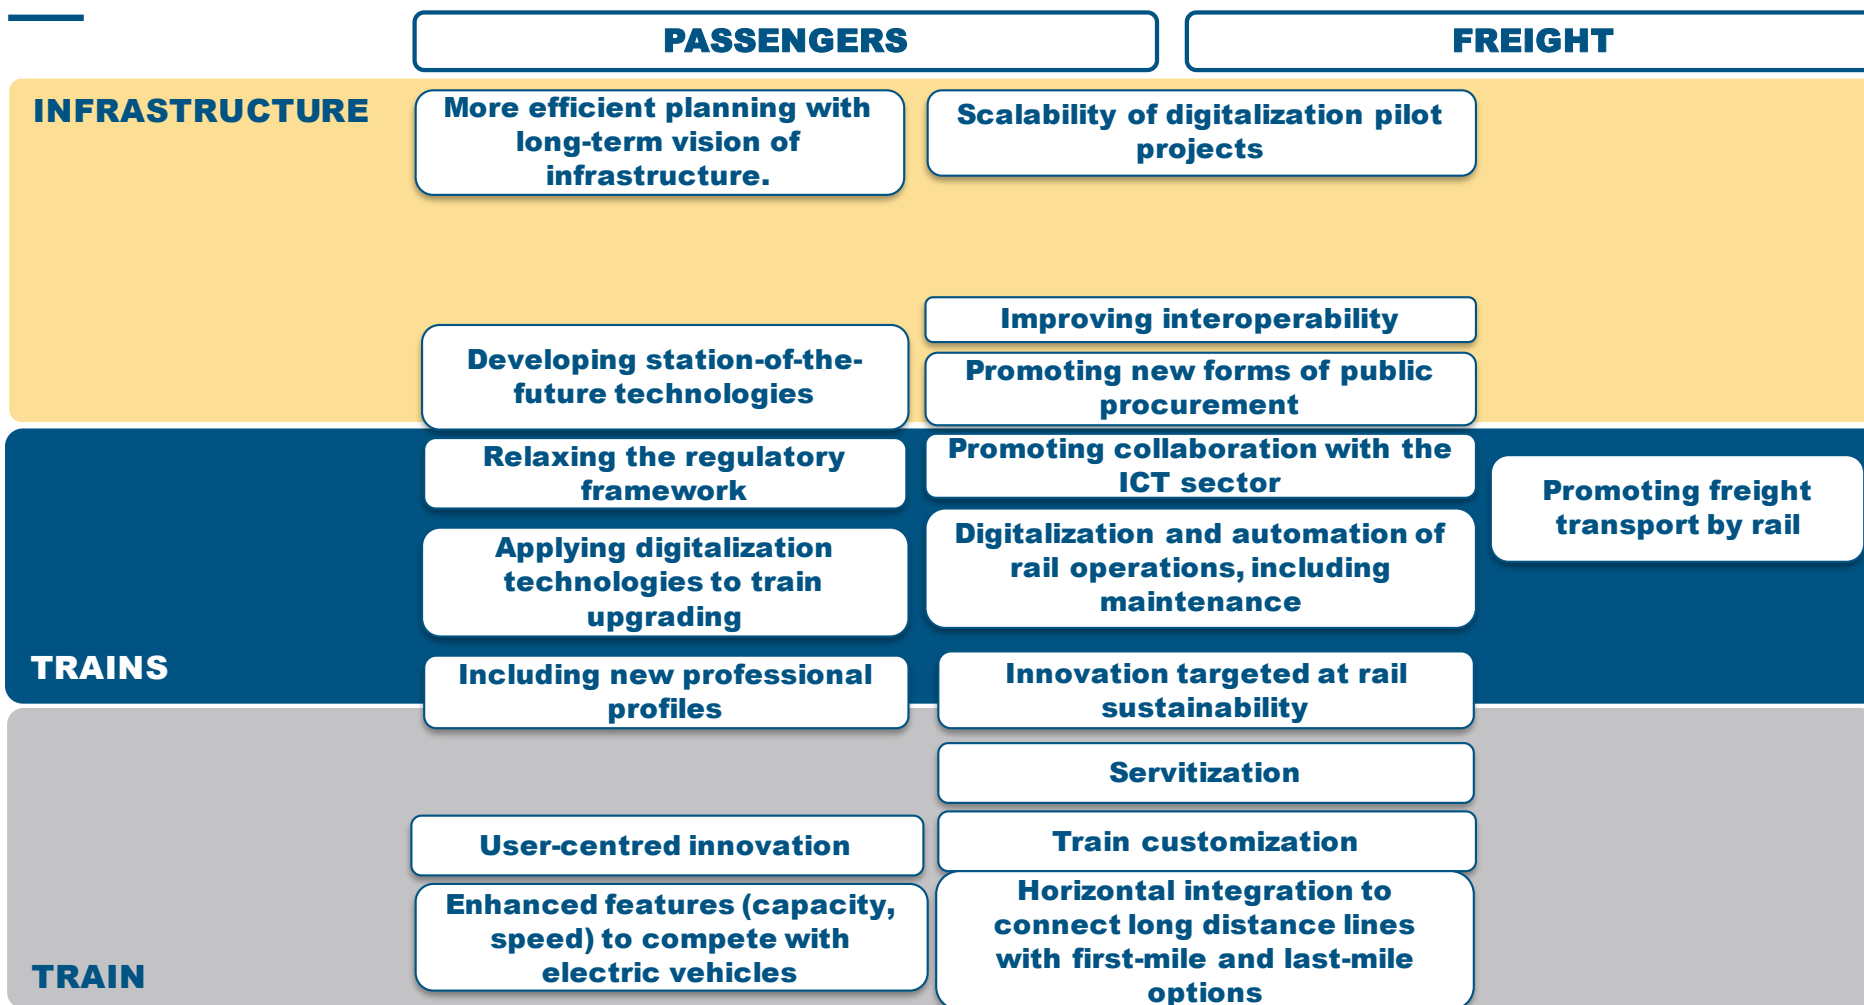 PASSENGERS
FREIGHT
INFRASTRUCTURE
More efficient planning with
long-term vision of
infrastructure.
Scalability of digitalization pilot
projects
Improving interoperability
Developing station-of-the-
future technologies
Promoting new forms of public
procurement
Relaxing the regulatory
framework
Promoting collaboration with the
ICT sector
Promoting freight
transport by rail
Applying digitalization
technologies to train
upgrading
Digitalization and automation of
rail operations, including
maintenance
TRAINS
Including new professional
profiles
Innovation targeted at rail
sustainability
Servitization
User-centred innovation
Train customization
Enhanced features (capacity,
speed) to compete with
electric vehicles
Horizontal integration to
connect long distance lines
with first-mile and last-mile
options
TRAIN